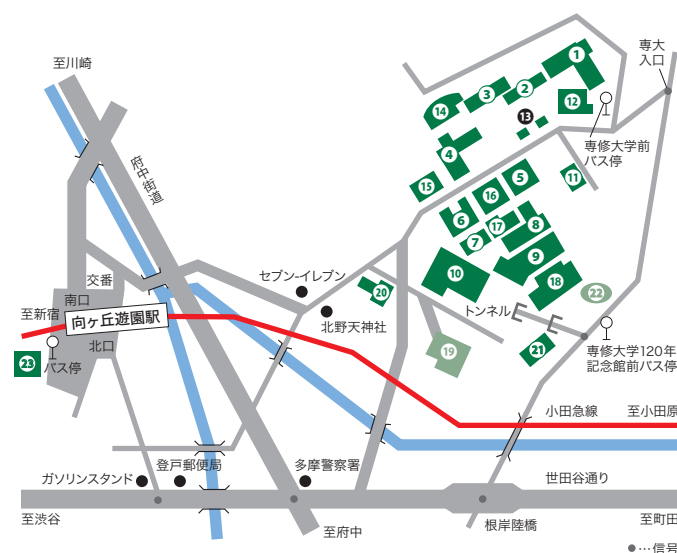 至川崎
専大
入口
①
②
③
⑫
⑭
⑬
専修大学前
バス停
府中街道
④
⑮
⑤
⑪
⑯
⑥
⑰
⑧
⑦
⑨
⑩
⑱
㉒
交番
セブン-イレブン
⑳
南口
至新宿
向ヶ丘遊園駅
北野天神社
トンネル
⑲
㉑
専修大学120年
記念館前バス停
北口
㉓
バス停
小田急線
至小田原
登戸郵便局
ガソリンスタンド
多摩警察署
世田谷通り
至渋谷
至府中
根岸陸橋
至町田
●…信号